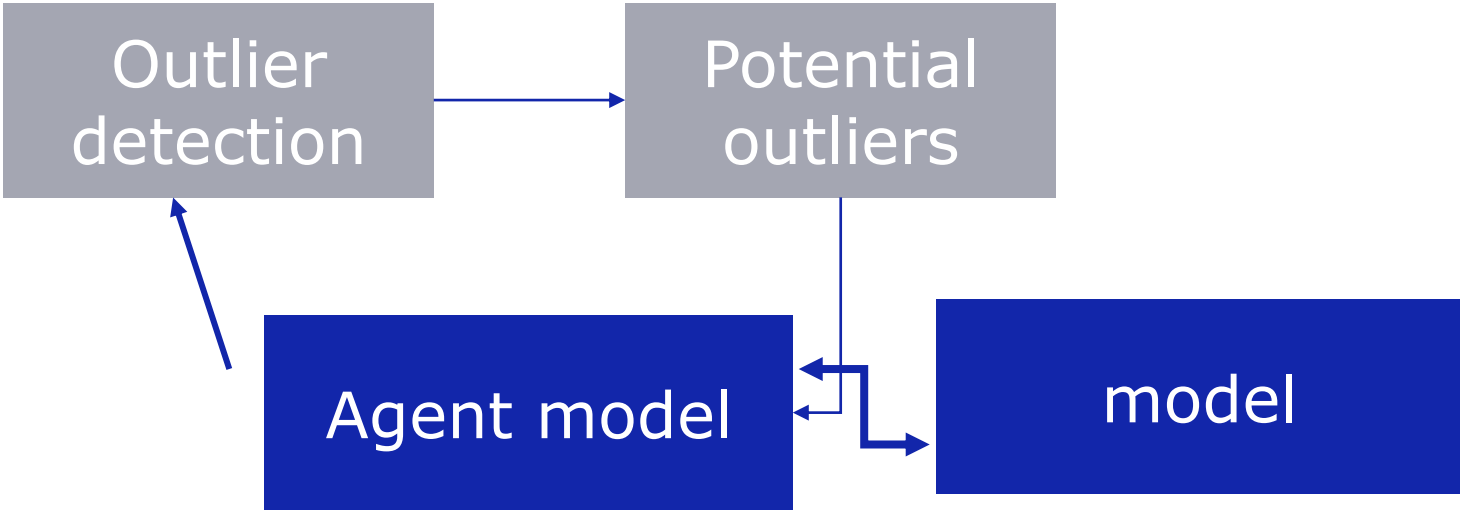 Outlier
detection
Potential
outliers
Agent model
model